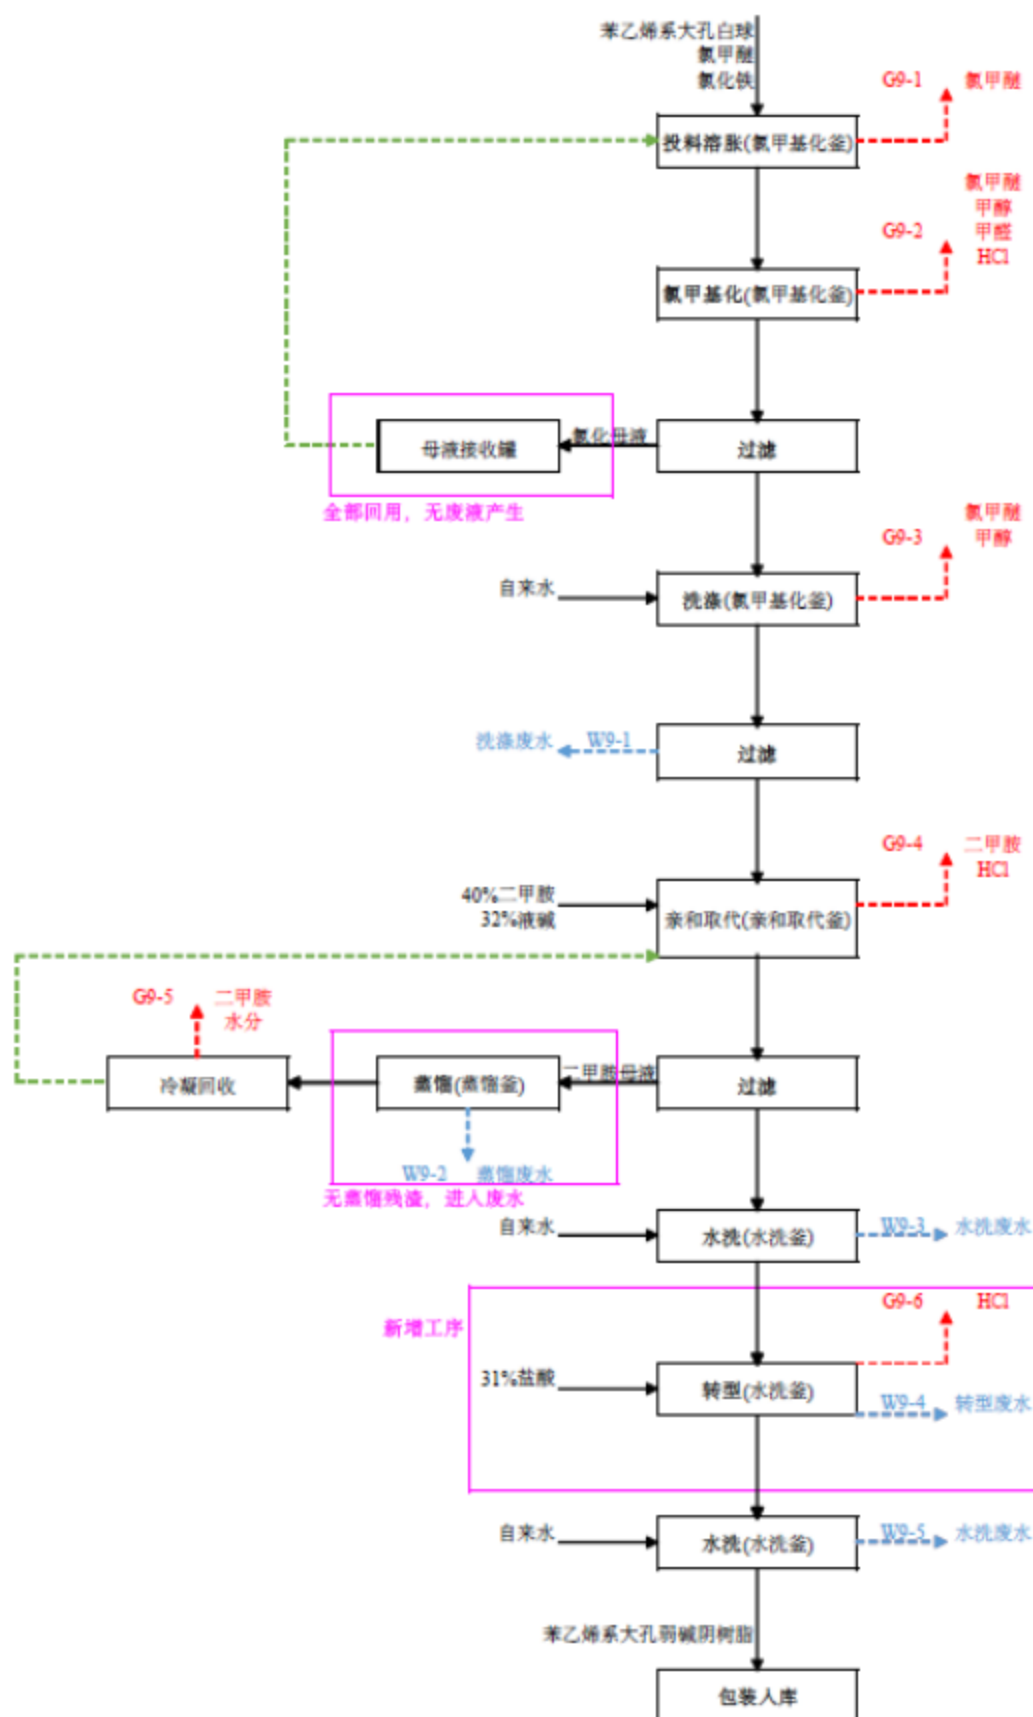 苯乙烯系大孔白球
氯甲醚
氯化铁
G9-1
氯甲醚
投料溶胀(氯甲基化釜)
氯甲醚
甲醇
甲醛
HCl
G9-2
氯甲基化(氯甲基化釜)
母液接收罐
氯化母液
过滤
全部回用，无废液产生
氯甲醚
甲醇
G9-3
自来水
洗涤(氯甲基化釜)
洗涤废水
W9-1
过滤
G9-4
二甲胺
HCl
40%二甲胺
32%液碱
亲和取代(亲和取代釜)
G9-5
二甲胺
水分
冷凝回收
蒸馏(蒸馏釜)
二甲胺母液
过滤
W9-2
蒸馏废水
无蒸馏残渣，进入废水
自来水
水洗(水洗釜)
W9-3
水洗废水
新增工序
G9-6
HCl
31%盐酸
转型(水洗釜)
W9-4
转型废水
自来水
水洗(水洗釜)
W9-5
水洗废水
苯乙烯系大孔弱碱阴树脂
包装入库